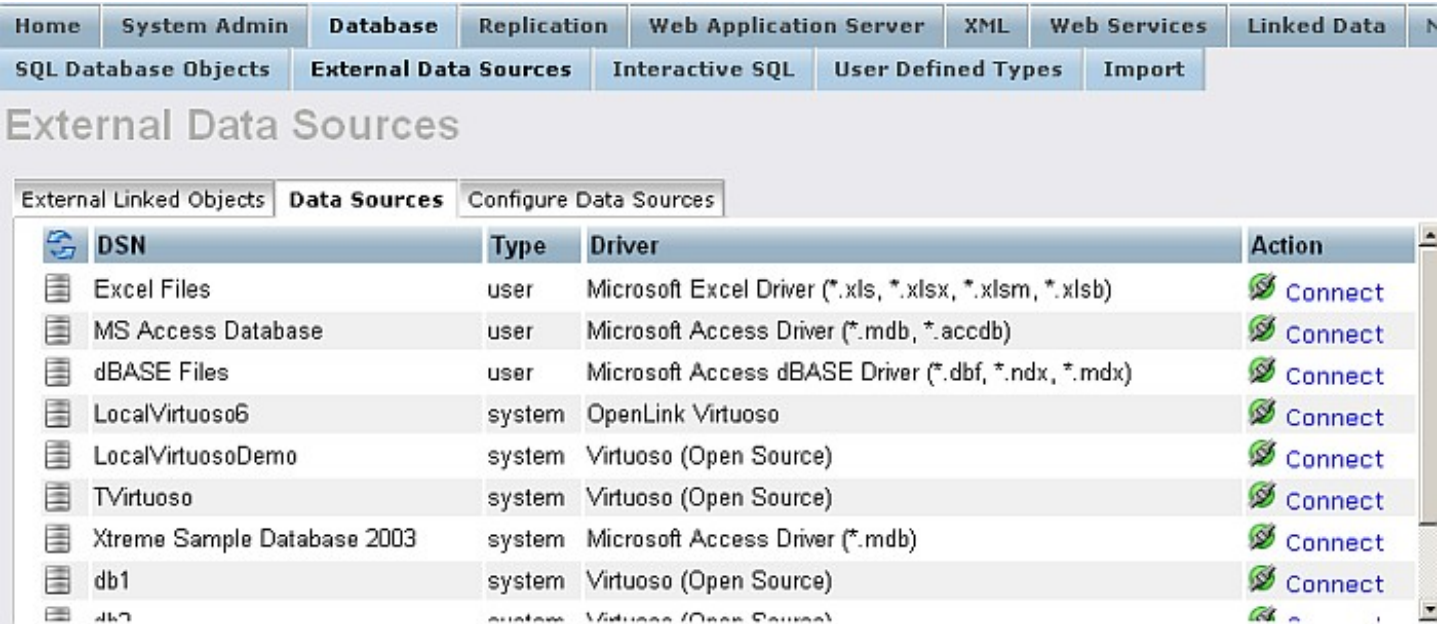 Home System Admin Database Replication Web Application Server XML Web Services Linked Data
SQL Database Objects External Data Sources Interactive SQL User Defined Types Import
External Data Sources
External Linked Objects Data Sources Configure Data Sources
DSN Type Driver Action
Excel Files user Microsoft Excel Driver (*.xls, *.xlsx, *.xlsm, *.xlsb) Connect
MS Access Database user Microsoft Access Driver (*.mdb, *.accdb) Connect
dBASE Files user Microsoft Access dBASE Driver (*.dbf, *.ndx, *.mdx) Connect
LocalVirtuoso6 system OpenLink Virtuoso Connect
LocalVirtuosoDemo system Virtuoso (Open Source) Connect
TVirtuoso system Virtuoso (Open Source) Connect
Xtreme Sample Database 2003 system Microsoft Access Driver (*.mdb) Connect
db1 system Virtuoso (Open Source) Connect
db2 system Virtuoso (Open Source)